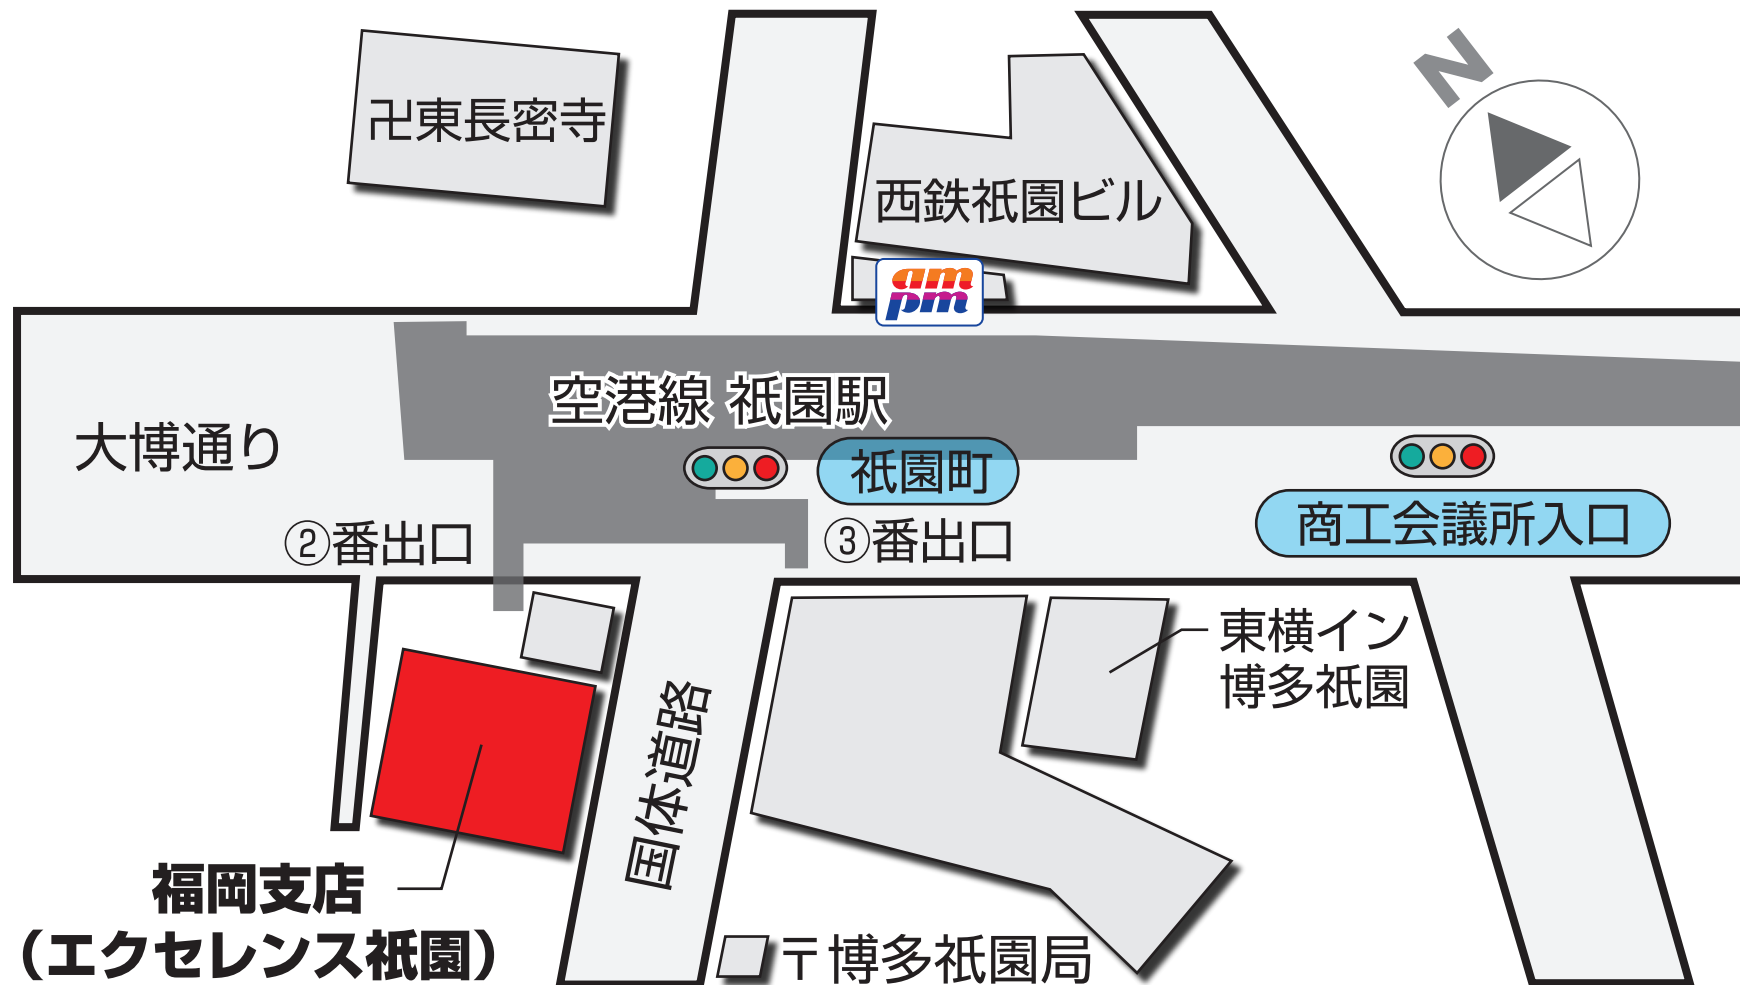 N
卍東長密寺
西鉄祇園ビル
am
pm
空港線 祇園駅
大博通り
祇園町
②番出口
③番出口
商工会議所入口
東横イン
博多祇園
国体道路
福岡支店
（エクセレンス祇園）
〒博多祇園局